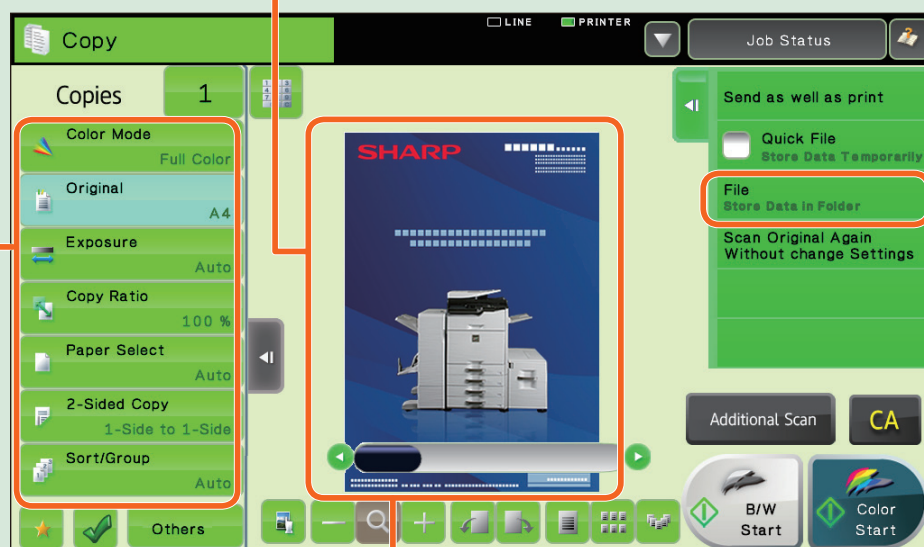 LINE
PRINTER
Copy
Job Status
Copies
1
Color Mode
Full Color
Original
A4
Exposure
Auto
Copy Ratio
100 %
Paper Select
Auto
2-Sided Copy
1-Side to 1-Side
Sort/Group
Auto
Others
SHARP
Send as well as print
Quick File
Store Data Temporarily
File
Store Data in Folder
Scan Original Again
Without change Settings
Additional Scan
CA
B/W
Start
Color
Start